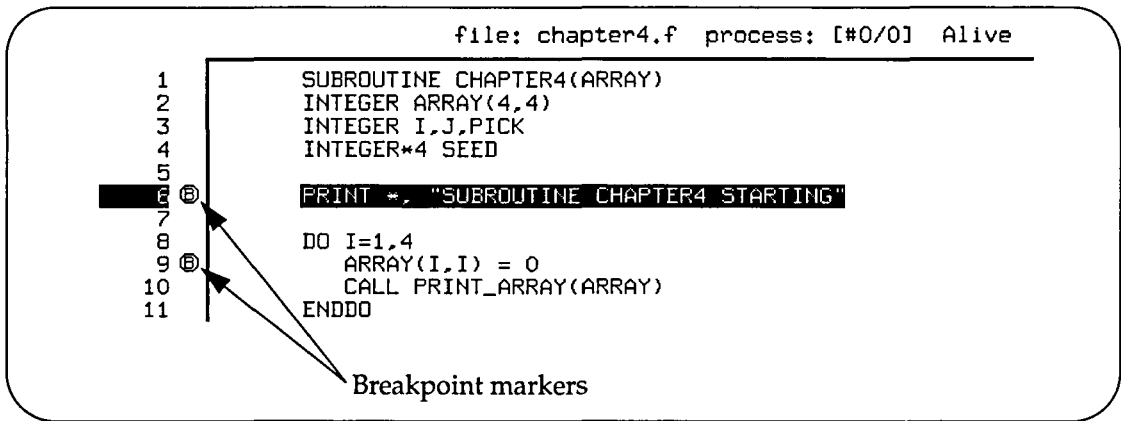 file: chapter4.f process: [#0/0] Alive
1 SUBROUTINE CHAPTER4(ARRAY)
2 INTEGER ARRAY(4,4)
3 INTEGER I,J,PICK
4 INTEGER*4 SEED
5
6 B PRINT *, "SUBROUTINE CHAPTER4 STARTING"
7
8 DO I=1,4
9 B ARRAY(I,I) = 0
10 CALL PRINT_ARRAY(ARRAY)
11 ENDDO
Breakpoint markers